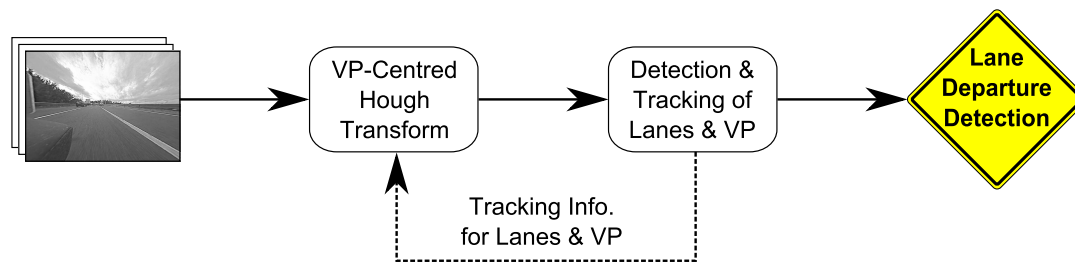 VP-Centred
Hough
Transform
Detection &
Tracking of
Lanes & VP
Lane
Departure
Detection
Tracking Info.
for Lanes & VP